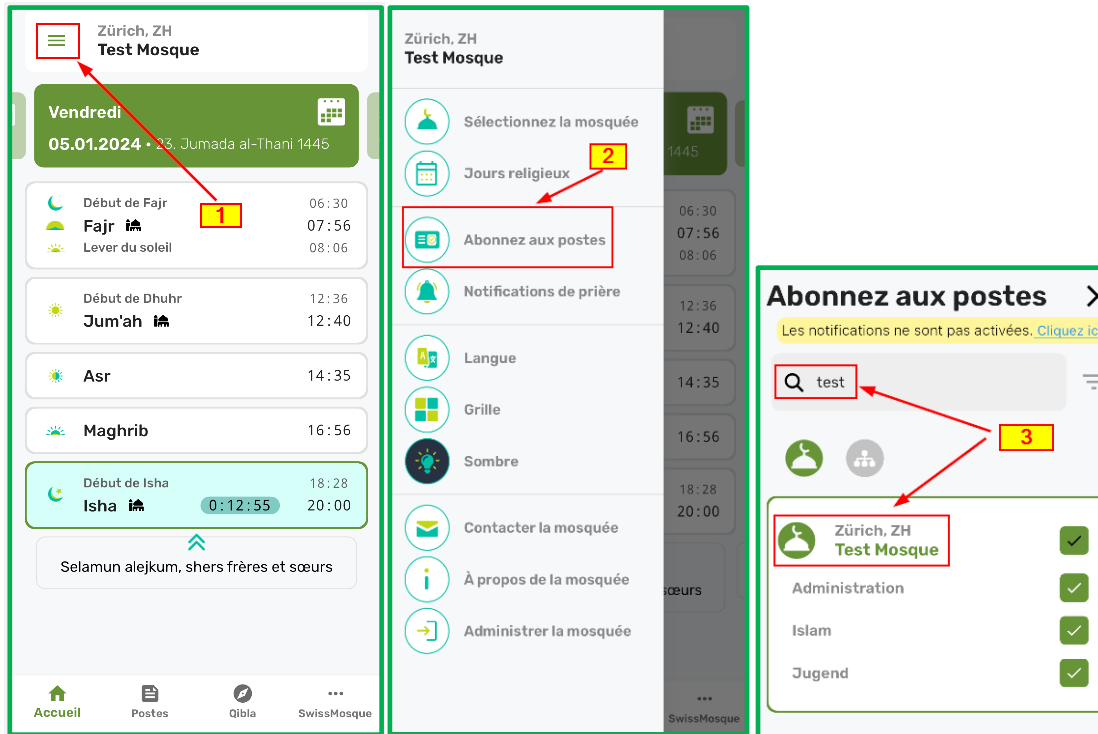 Zürich, ZH
Test Mosque
Vendredi
05.01.2024 • 23. Jumada al-Thani 1445
1
Début de Fajr 06:30
Fajr 07:56
Lever du soleil 08:06
Début de Dhuhr 12:36
Jum'ah 12:40
Asr 14:35
Maghrib 16:56
Début de Isha 18:28
Isha 0:12:55 20:00
Selamun alejkum, shers frères et sœurs
Accueil Postes Qibla SwissMosque
Zürich, ZH
Test Mosque
Sélectionnez la mosquée
2
Jours religieux
Abonnez aux postes
Notifications de prière
Langue
Grille
Sombre
Contacter la mosquée
À propos de la mosquée
Administrer la mosquée
1445
06:30
07:56
08:06
12:36
12:40
14:35
16:56
18:28
20:00
sœurs
SwissMosque
Abonnez aux postes
Les notifications ne sont pas activées. Cliquez ic
test
3
Zürich, ZH
Test Mosque
Administration
Islam
Jugend